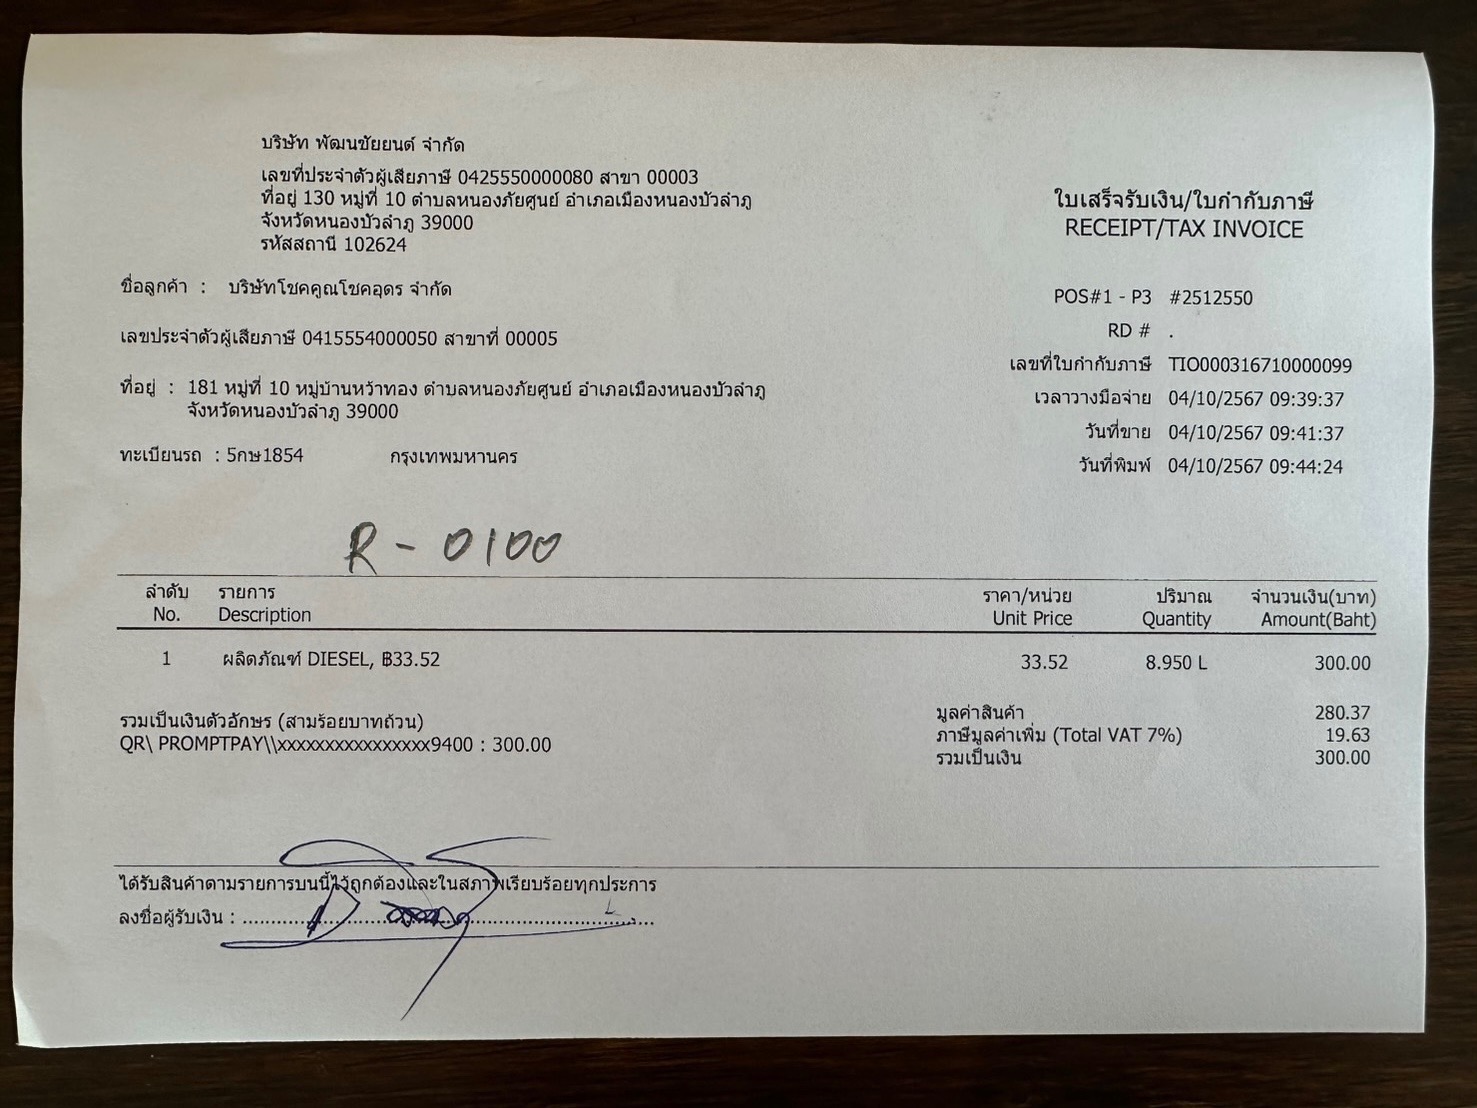 บริษัท พัฒนชัยยนต์ จำกัด
เลขที่ประจำตัวผู้เสียภาษี 0425550000080 สาขา 00003
ที่อยู่ 130 หมู่ที่ 10 ตำบลหนองภัยศูนย์ อำเภอเมืองหนองบัวลำภู
จังหวัดหนองบัวลำภู 39000
รหัสสถานี 102624
ใบเสร็จรับเงิน/ใบกำกับภาษี
RECEIPT/TAX INVOICE
ชื่อลูกค้า : บริษัทโชคคูณโชคอุดร จำกัด
เลขประจำตัวผู้เสียภาษี 0415554000050 สาขาที่ 00005
ที่อยู่ : 181 หมู่ที่ 10 หมู่บ้านหว้าทอง ตำบลหนองภัยศูนย์ อำเภอเมืองหนองบัวลำภู
จังหวัดหนองบัวลำภู 39000
ทะเบียนรถ : 5กษ1854 กรุงเทพมหานคร
POS#1 - P3 #2512550
RD # .
เลขที่ใบกำกับภาษี TIO000316710000099
เวลาวางมือจ่าย 04/10/2567 09:39:37
วันที่ขาย 04/10/2567 09:41:37
วันที่พิมพ์ 04/10/2567 09:44:24
R - 0100
ลำดับ รายการ ราคา/หน่วย ปริมาณ จำนวนเงิน(บาท)
No. Description Unit Price Quantity Amount(Baht)
1 ผลิตภัณฑ์ DIESEL, ฿33.52 33.52 8.950 L 300.00
รวมเป็นเงินตัวอักษร (สามร้อยบาทถ้วน)
QR\ PROMPTPAY\\xxxxxxxxxxxxxxxx9400 : 300.00
มูลค่าสินค้า 280.37
ภาษีมูลค่าเพิ่ม (Total VAT 7%) 19.63
รวมเป็นเงิน 300.00
ได้รับสินค้าตามรายการบนนี้ไว้ถูกต้องและในสภาพเรียบร้อยทุกประการ
ลงชื่อผู้รับเงิน :